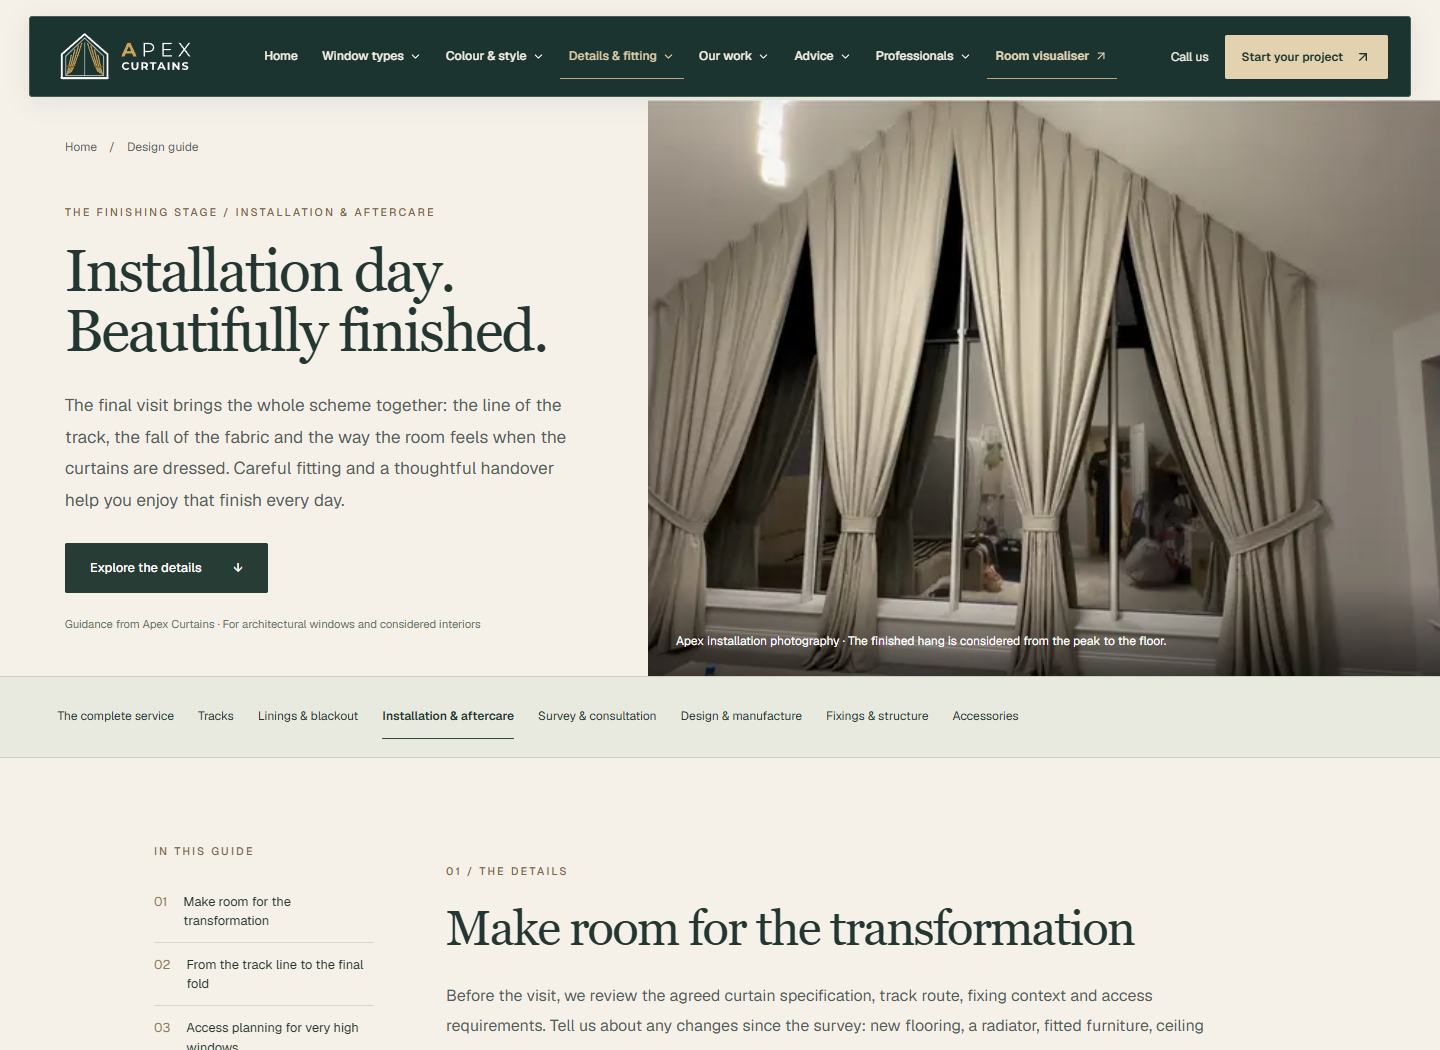 APEX
CURTAINS
Home
Window types
Colour & style
Details & fitting
Our work
Advice
Professionals
Room visualiser
Call us
Start your project
Home / Design guide
THE FINISHING STAGE / INSTALLATION & AFTERCARE
Installation day.
Beautifully finished.
The final visit brings the whole scheme together: the line of the
track, the fall of the fabric and the way the room feels when the
curtains are dressed. Careful fitting and a thoughtful handover
help you enjoy that finish every day.
Explore the details
Guidance from Apex Curtains · For architectural windows and considered interiors
Apex installation photography · The finished hang is considered from the peak to the floor.
The complete service
Tracks
Linings & blackout
Installation & aftercare
Survey & consultation
Design & manufacture
Fixings & structure
Accessories
IN THIS GUIDE
01 Make room for the
transformation
02 From the track line to the final
fold
03 Access planning for very high
windows
01 / THE DETAILS
Make room for the transformation
Before the visit, we review the agreed curtain specification, track route, fixing context and access
requirements. Tell us about any changes since the survey: new flooring, a radiator, fitted furniture, ceiling